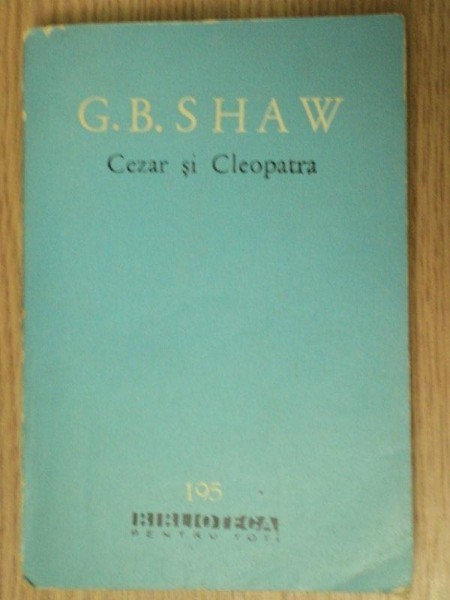 G. B. SHAW
Cezar și Cleopatra
195
BIBLIOTECA
PENTRU TOȚI